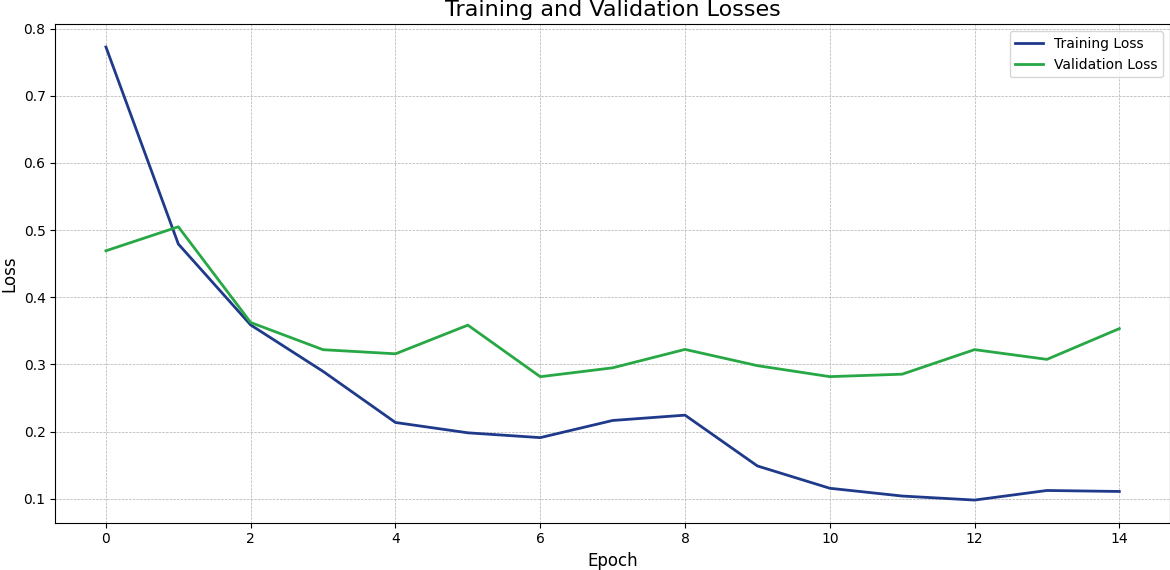 Training and Validation Losses
Training Loss
Validation Loss
Loss
0.8
0.7
0.6
0.5
0.4
0.3
0.2
0.1
0 2 4 6 8 10 12 14
Epoch